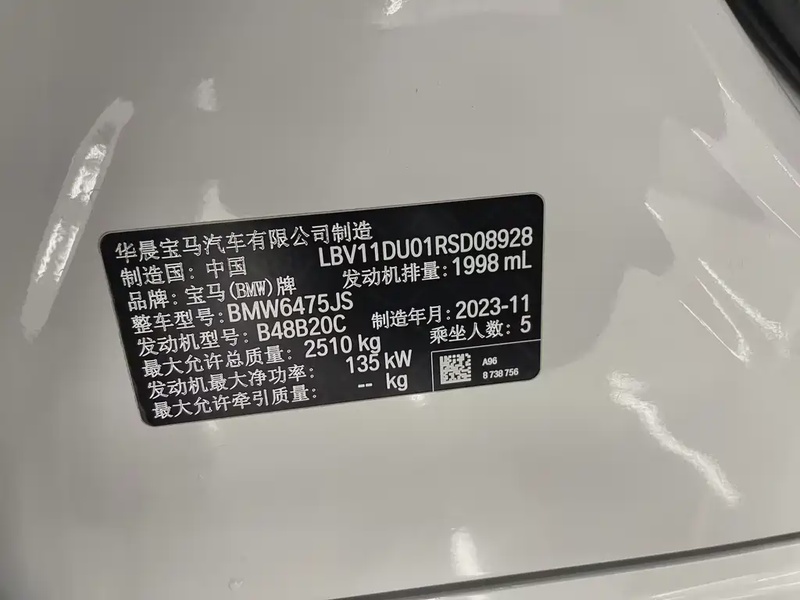 华晨宝马汽车有限公司制造
LBV11DU01RSD08928
制造国: 中国
发动机排量: 1998 mL
品牌: 宝马(BMW)牌
整车型号: BMW6475JS
制造年月: 2023-11
发动机型号: B48B20C
乘坐人数: 5
最大允许总质量: 2510 kg
发动机最大净功率: 135 kW
最大允许牵引质量: -- kg
A96
8 738 756